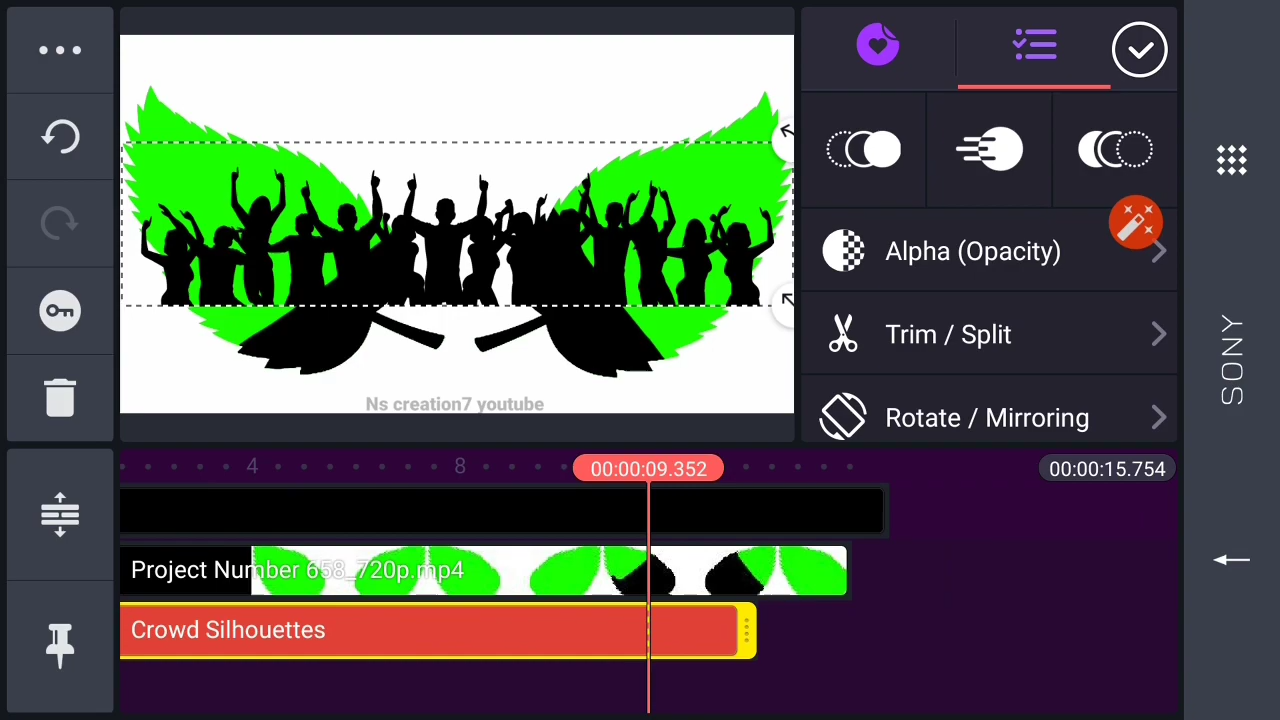 Alpha (Opacity)
Trim / Split
Rotate / Mirroring
Ns creation7 youtube
SONY
4
8
00:00:09.352
00:00:15.754
Project Number 658_720p.mp4
Crowd Silhouettes